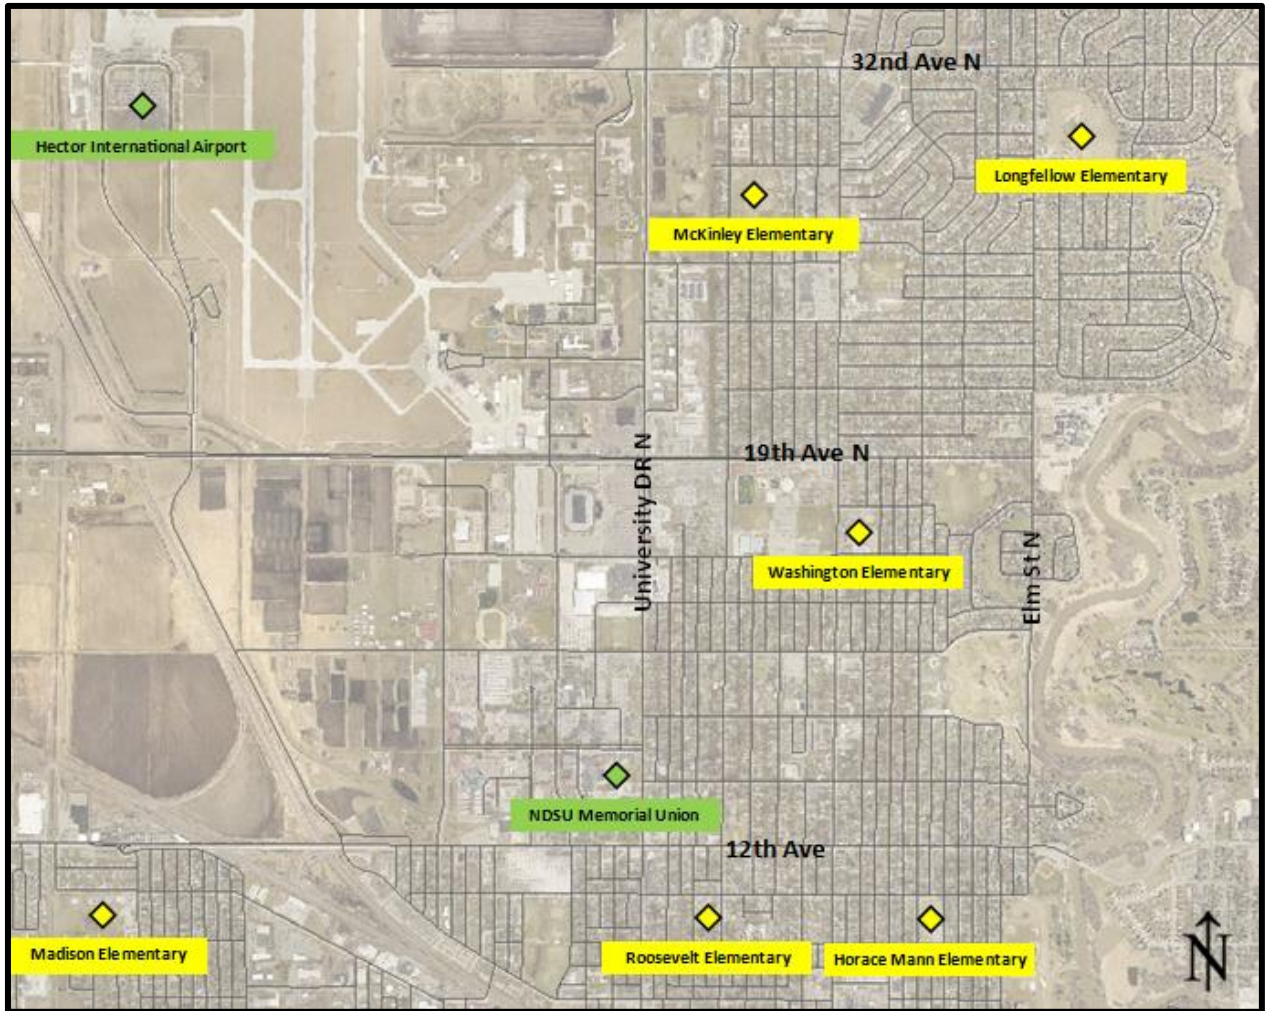 32nd Ave N
Hector International Airport
Longfellow Elementary
McKinley Elementary
University DR N
19th Ave N
Washington Elementary
Elm St N
NDSU Memorial Union
12th Ave
Madison Elementary
Roosevelt Elementary
Horace Mann Elementary
N